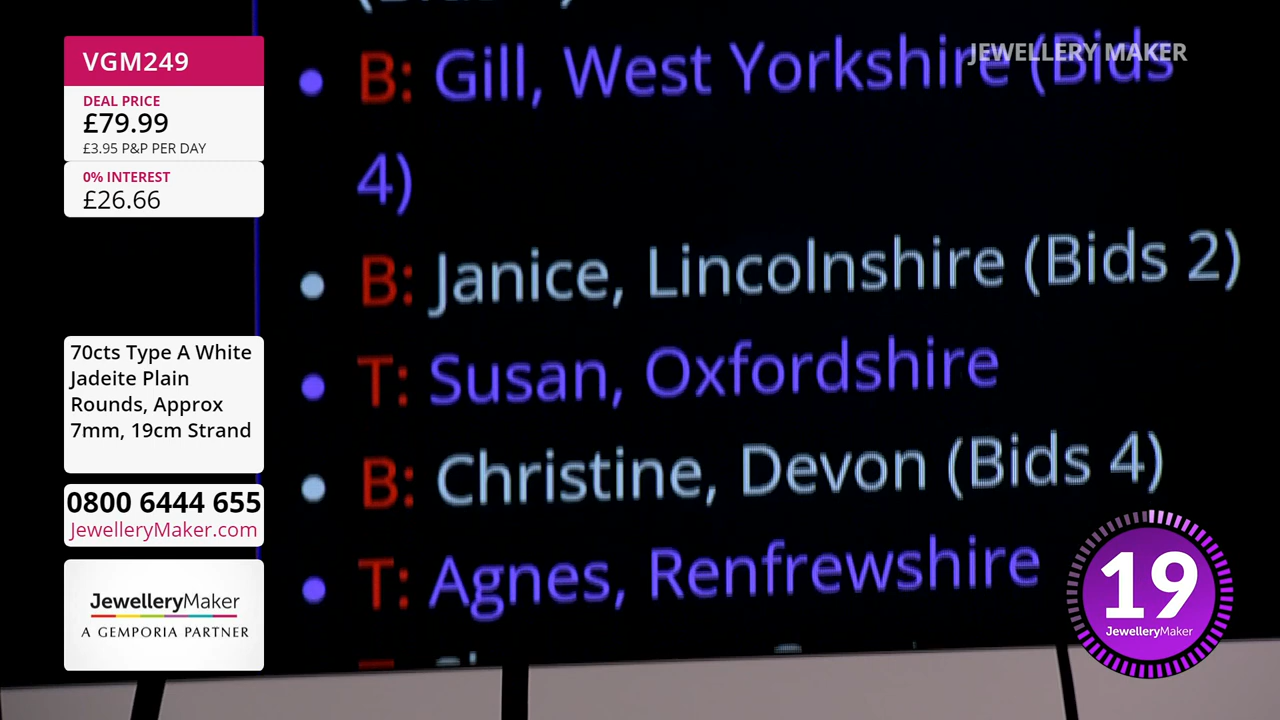 VGM249
DEAL PRICE
£79.99
£3.95 P&P PER DAY
0% INTEREST
£26.66
70cts Type A White
Jadeite Plain
Rounds, Approx
7mm, 19cm Strand
0800 6444 655
JewelleryMaker.com
JewelleryMaker
A GEMPORIA PARTNER
JEWELLERY MAKER
B: Gill, West Yorkshire (Bids
4)
B: Janice, Lincolnshire (Bids 2)
T: Susan, Oxfordshire
B: Christine, Devon (Bids 4)
T: Agnes, Renfrewshire
19
JewelleryMaker